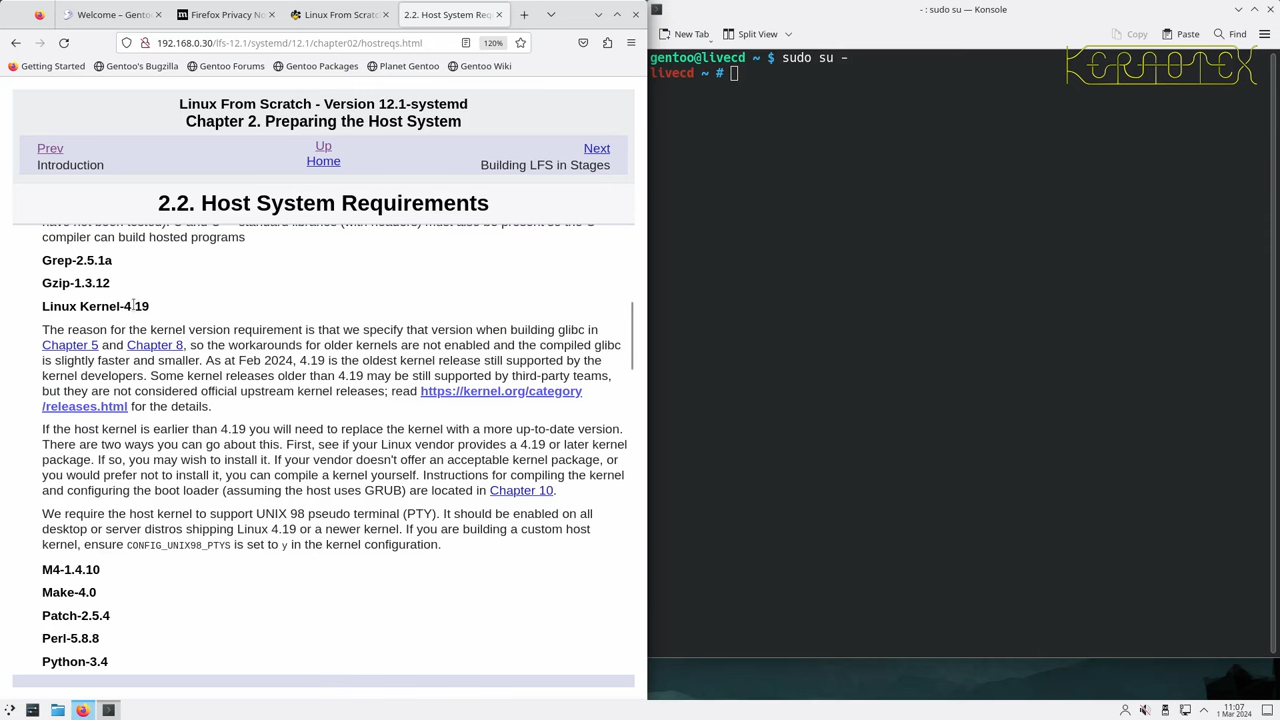 Welcome – Gento
Firefox Privacy No
Linux From Scratc
2.2. Host System Req
192.168.0.30/lfs-12.1/systemd/12.1/chapter02/hostreqs.html
120%
Getting Started
Gentoo's Bugzilla
Gentoo Forums
Gentoo Packages
Planet Gentoo
Gentoo Wiki
Linux From Scratch - Version 12.1-systemd
Chapter 2. Preparing the Host System
Prev
Up
Next
Introduction
Home
Building LFS in Stages
2.2. Host System Requirements
compiler can build hosted programs
Grep-2.5.1a
Gzip-1.3.12
Linux Kernel-4.19
The reason for the kernel version requirement is that we specify that version when building glibc in
Chapter 5 and Chapter 8, so the workarounds for older kernels are not enabled and the compiled glibc
is slightly faster and smaller. As at Feb 2024, 4.19 is the oldest kernel release still supported by the
kernel developers. Some kernel releases older than 4.19 may be still supported by third-party teams,
but they are not considered official upstream kernel releases; read https://kernel.org/category
/releases.html for the details.
If the host kernel is earlier than 4.19 you will need to replace the kernel with a more up-to-date version.
There are two ways you can go about this. First, see if your Linux vendor provides a 4.19 or later kernel
package. If so, you may wish to install it. If your vendor doesn't offer an acceptable kernel package, or
you would prefer not to install it, you can compile a kernel yourself. Instructions for compiling the kernel
and configuring the boot loader (assuming the host uses GRUB) are located in Chapter 10.
We require the host kernel to support UNIX 98 pseudo terminal (PTY). It should be enabled on all
desktop or server distros shipping Linux 4.19 or a newer kernel. If you are building a custom host
kernel, ensure CONFIG_UNIX98_PTYS is set to y in the kernel configuration.
M4-1.4.10
Make-4.0
Patch-2.5.4
Perl-5.8.8
Python-3.4
- : sudo su — Konsole
New Tab
Split View
Copy
Paste
Find
gentoo@livecd ~ $ sudo su -
livecd ~ #
KERNOTEX
11:07
1 Mar 2024